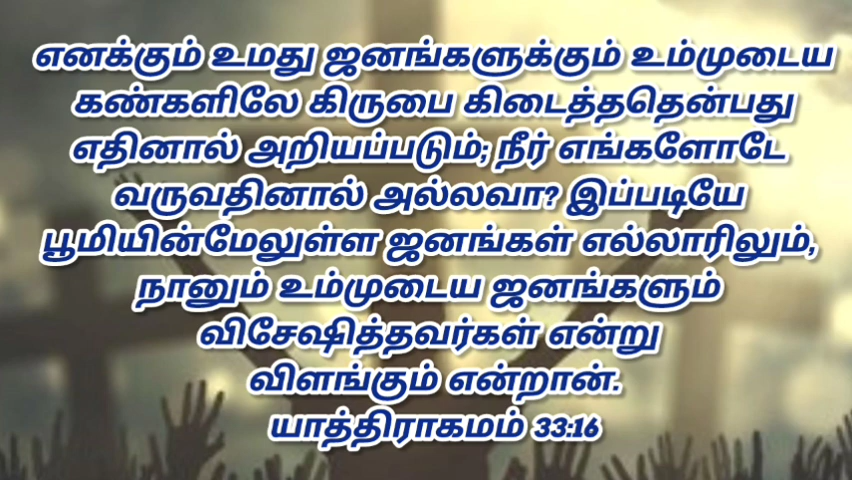 எனக்கும் உமது ஜனங்களுக்கும் உம்முடைய
கண்களிலே கிருபை கிடைத்ததென்பது
எதினால் அறியப்படும்; நீர் எங்களோடே
வருவதினால் அல்லவா? இப்படியே
பூமியின்மேலுள்ள ஜனங்கள் எல்லாரிலும்,
நானும் உம்முடைய ஜனங்களும்
விசேஷித்தவர்கள் என்று
விளங்கும் என்றான்.
யாத்திராகமம் 33:16